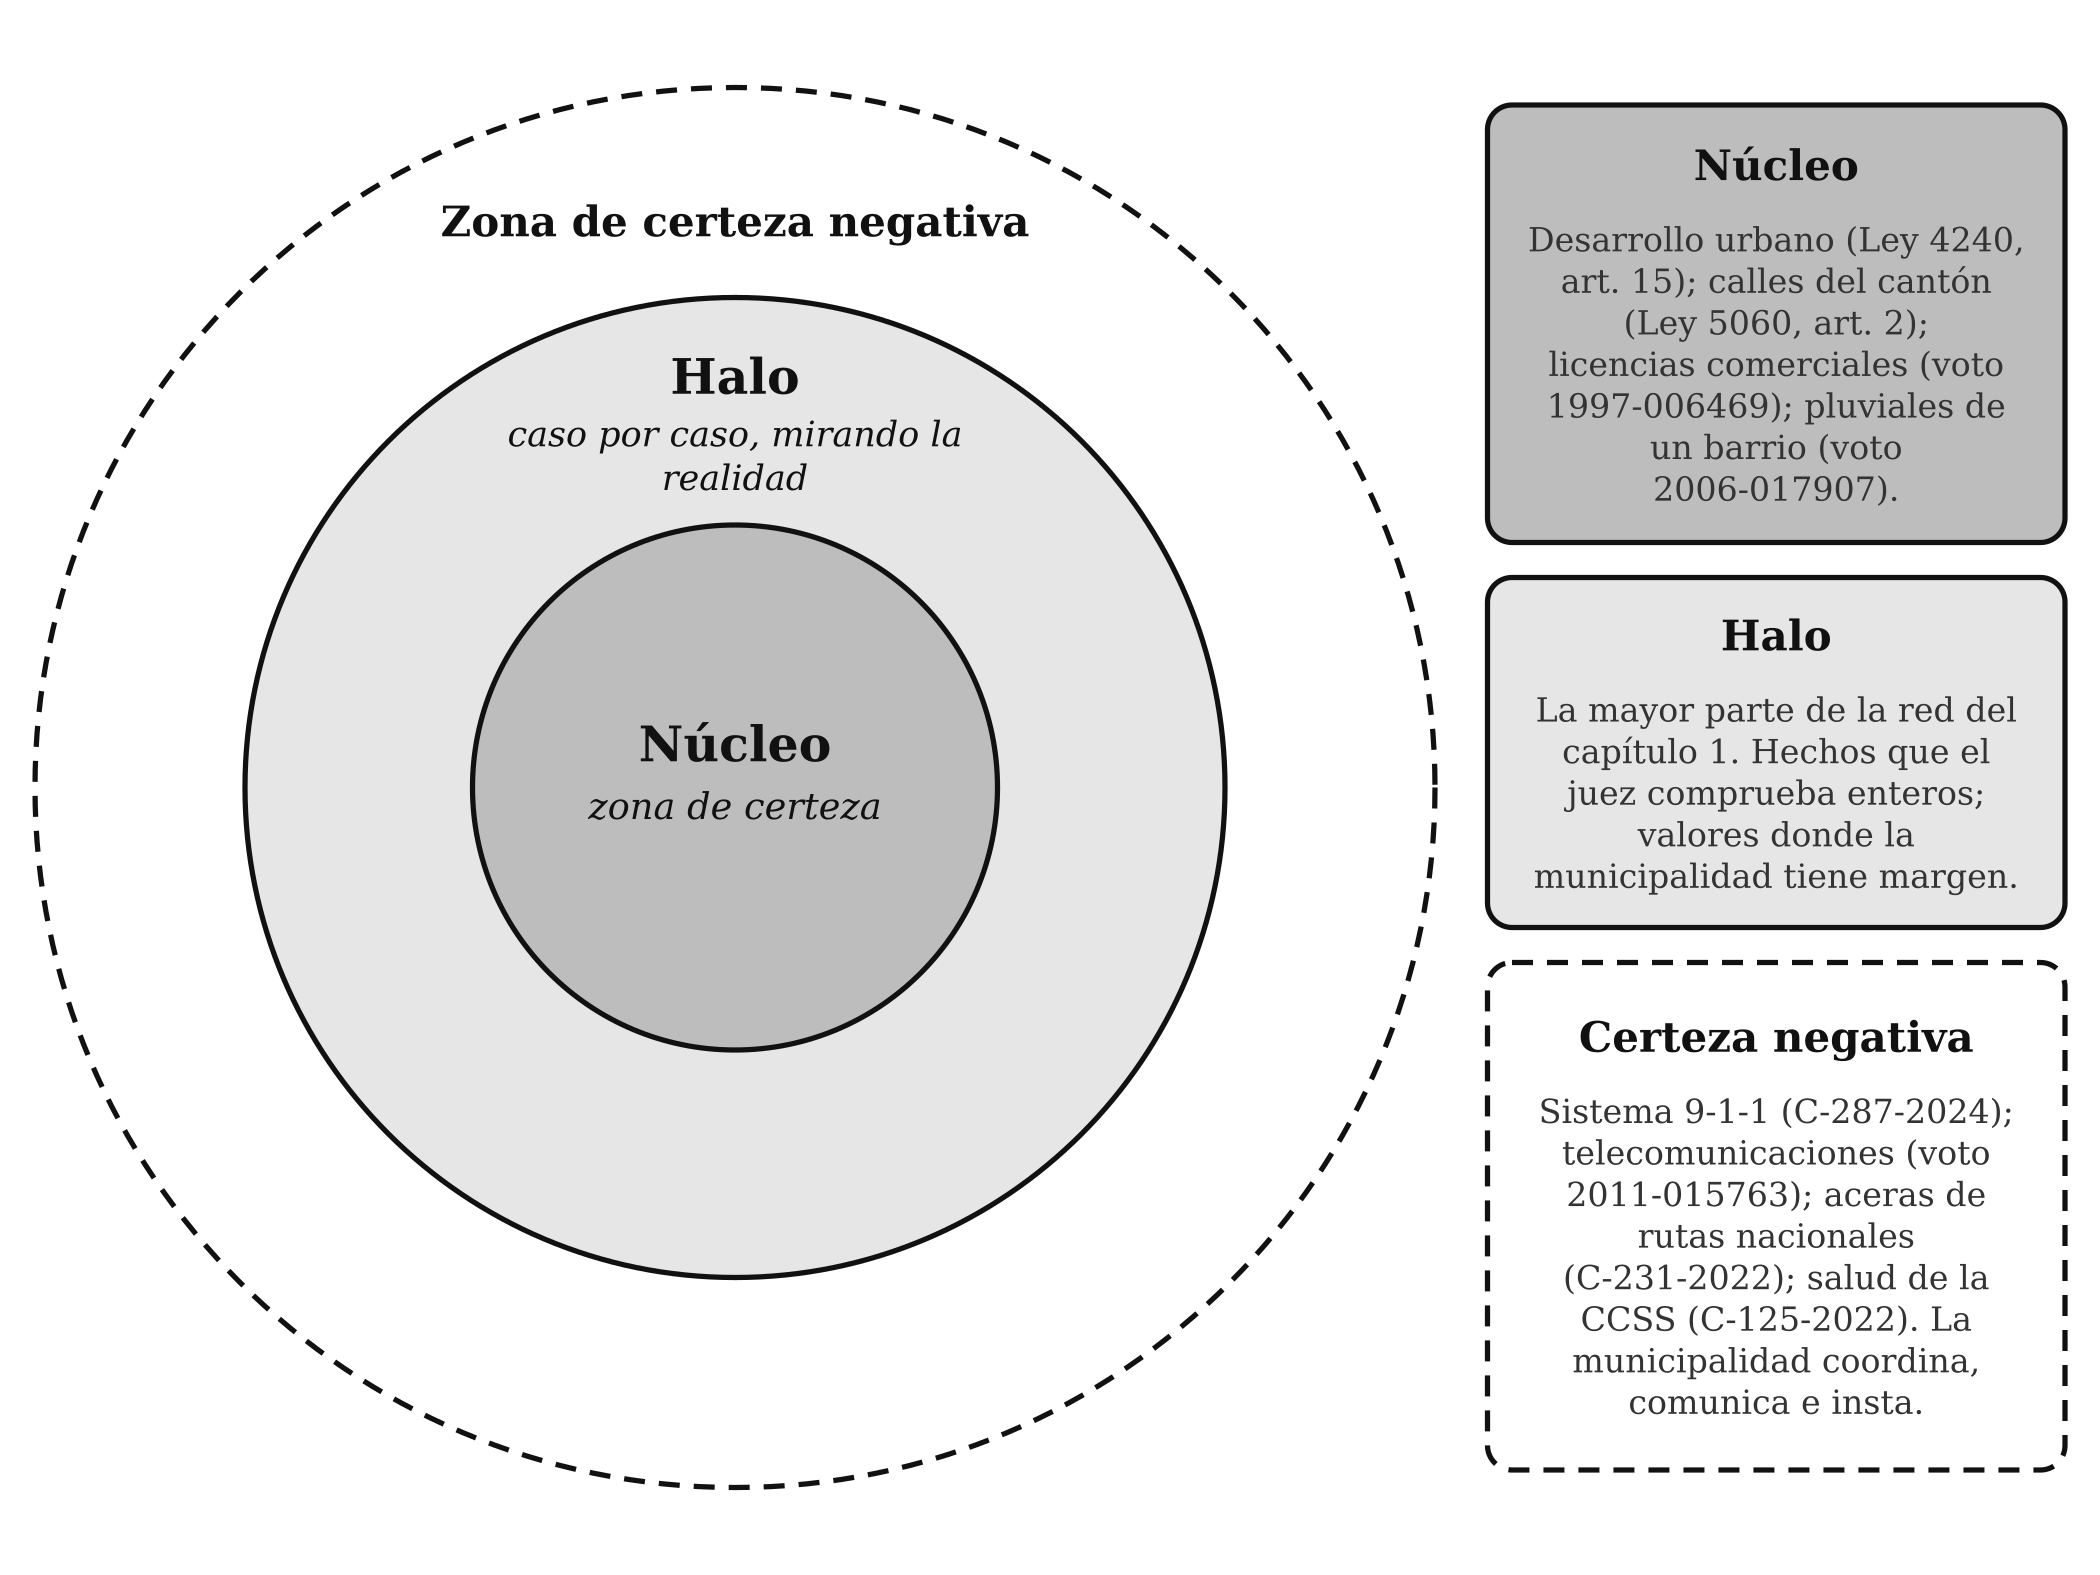 Zona de certeza negativa
Halo
caso por caso, mirando la
realidad
Núcleo
zona de certeza
Núcleo
Desarrollo urbano (Ley 4240,
art. 15); calles del cantón
(Ley 5060, art. 2);
licencias comerciales (voto
1997-006469); pluviales de
un barrio (voto
2006-017907).
Halo
La mayor parte de la red del
capítulo 1. Hechos que el
juez comprueba enteros;
valores donde la
municipalidad tiene margen.
Certeza negativa
Sistema 9-1-1 (C-287-2024);
telecomunicaciones (voto
2011-015763); aceras de
rutas nacionales
(C-231-2022); salud de la
CCSS (C-125-2022). La
municipalidad coordina,
comunica e insta.